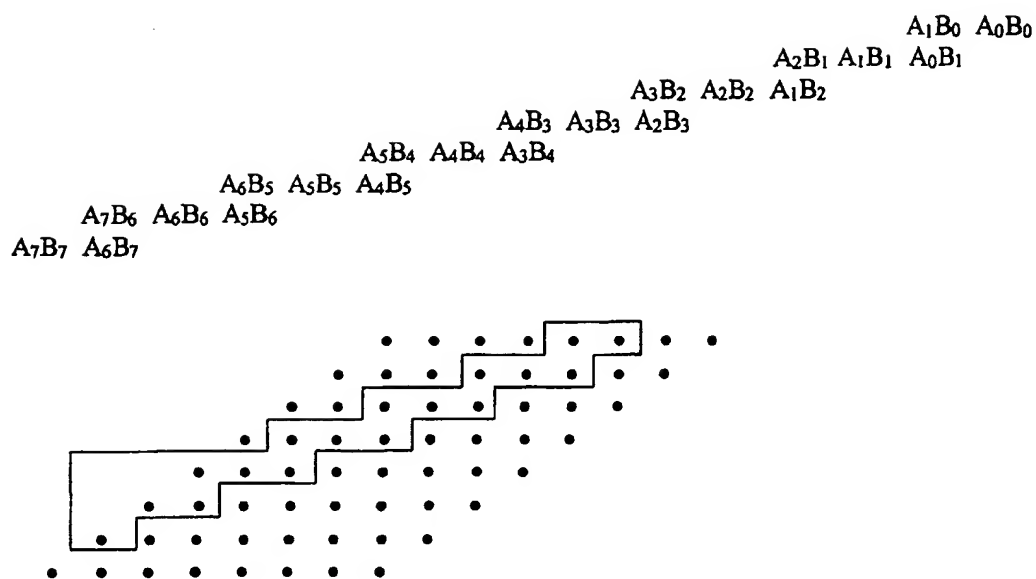 A₁B₀ A₀B₀
A₂B₁ A₁B₁ A₀B₁
A₃B₂ A₂B₂ A₁B₂
A₄B₃ A₃B₃ A₂B₃
A₅B₄ A₄B₄ A₃B₄
A₆B₅ A₅B₅ A₄B₅
A₇B₆ A₆B₆ A₅B₆
A₇B₇ A₆B₇